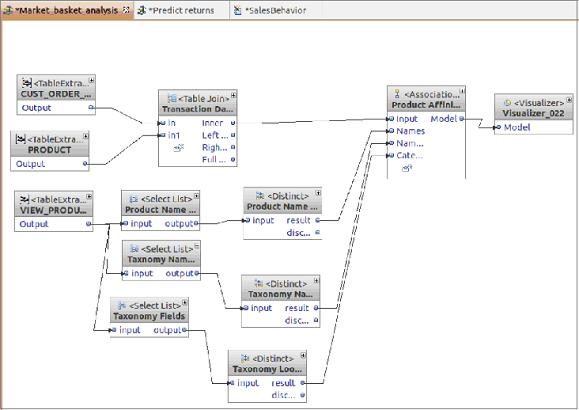 *Market_basket_analysis
*Predict returns
*SalesBehavior
<TableExtra...
CUST_ORDER_...
Output
<TableExtra...
PRODUCT
Output
<TableExtra...
VIEW_PRODU...
Output
<Table Join>
Transaction Da...
in Inner
in1 Left ...
Righ...
Full ...
<Select List>
Product Name ...
input output
<Select List>
Taxnomy Nam...
input output
<Select List>
Taxonomy Fields
input output
<Distinct>
Product Name ...
input result
disc...
<Distinct>
Taxonomy Na...
input result
disc...
<Distinct>
Taxonomy Loo...
input result
disc...
<Associatio...
Product Affini...
Input Model
Names
Nam...
Cate...
<Visualizer>
Visualizer_022
Model